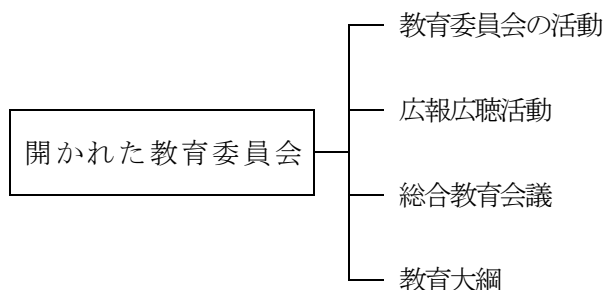 教育委員会の活動
広報広聴活動
開かれた教育委員会
総合教育会議
教育大綱